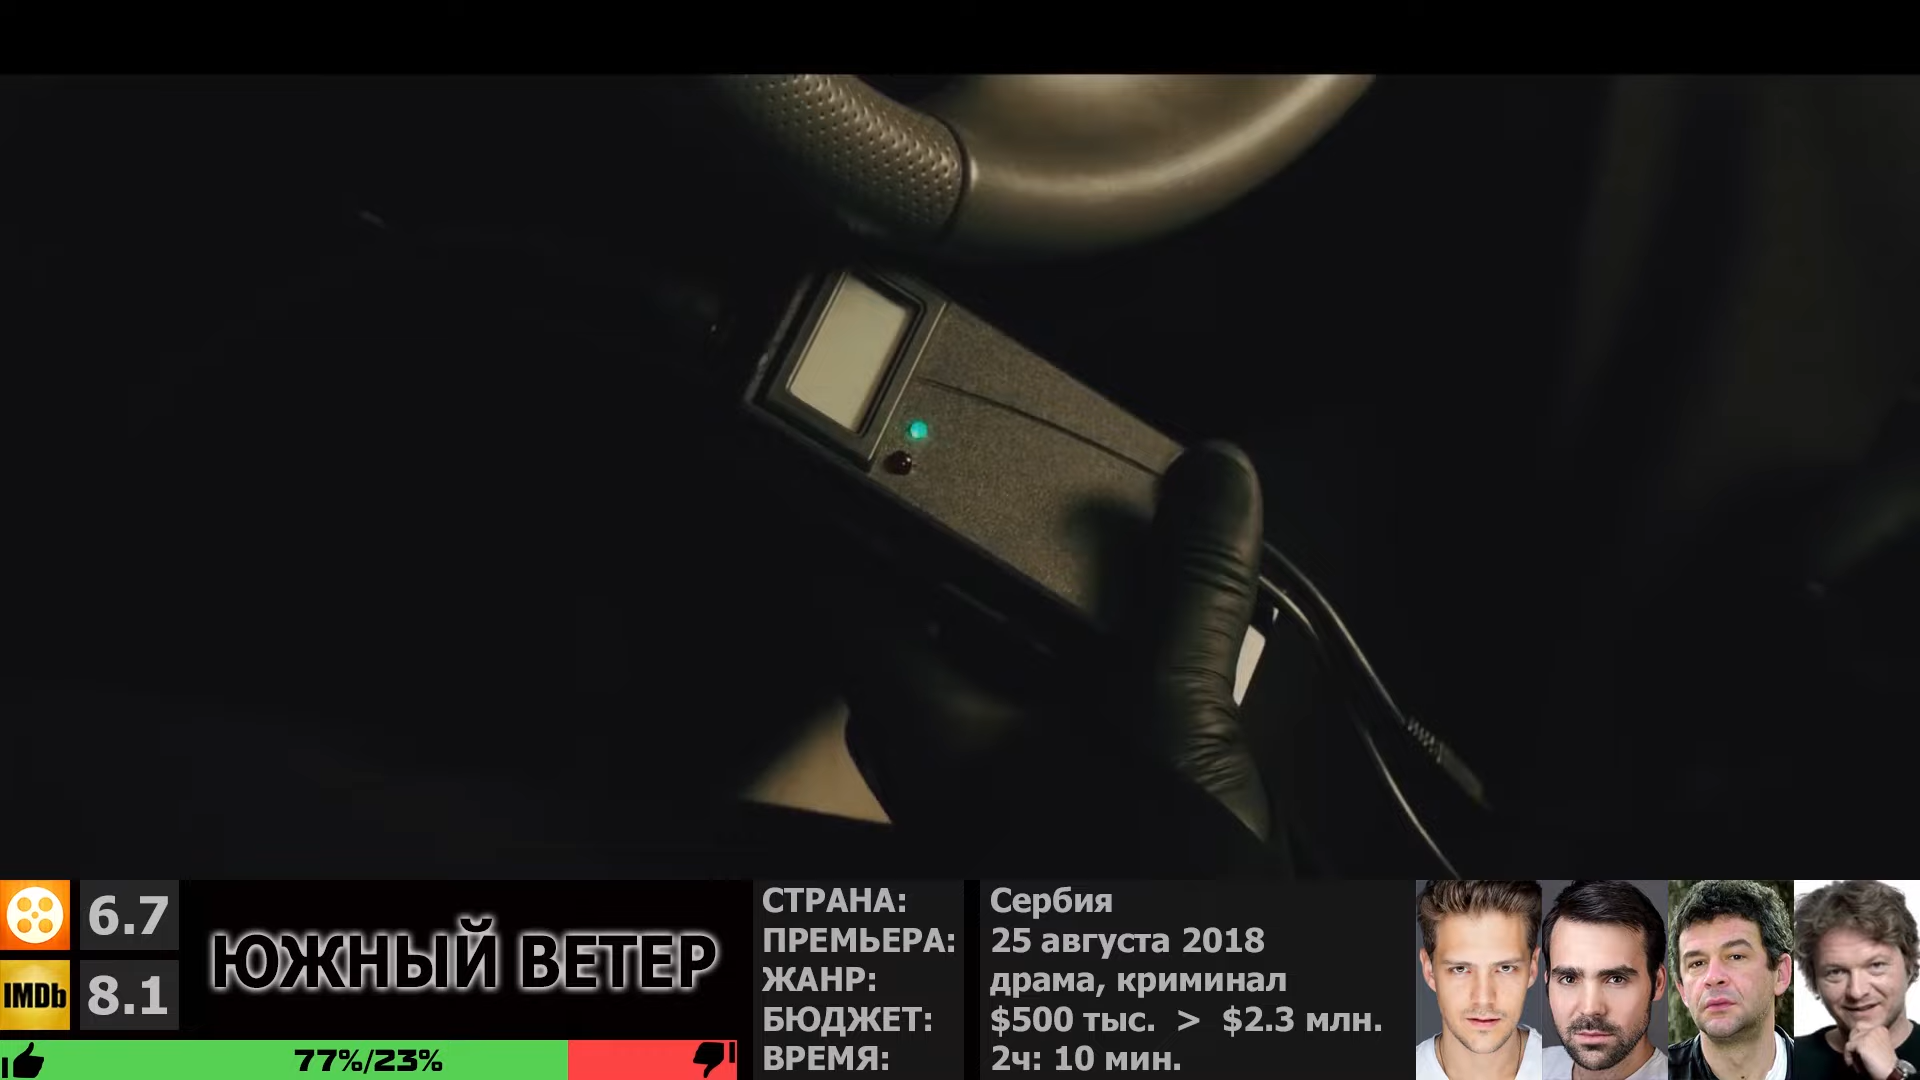 6.7
IMDb 8.1
ЮЖНЫЙ ВЕТЕР
77%/23%
СТРАНА: Сербия
ПРЕМЬЕРА: 25 августа 2018
ЖАНР: драма, криминал
БЮДЖЕТ: $500 тыс. > $2.3 млн.
ВРЕМЯ: 2ч: 10 мин.